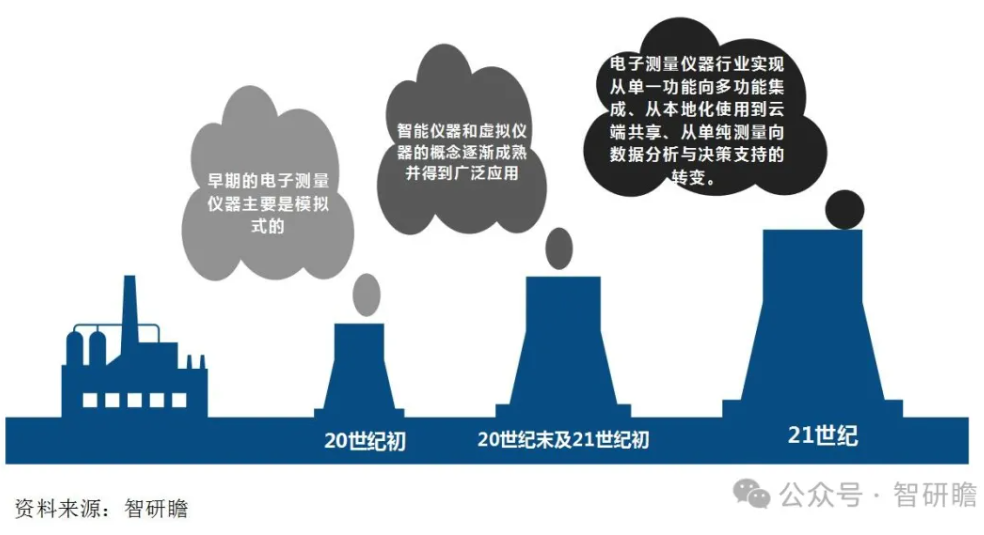 早期的电子测量
仪器主要是模拟
式的
智能仪器和虚拟仪
器的概念逐渐成熟
并得到广泛应用
电子测量仪器行业实现
从单一功能向多功能集
成、从本地化使用到云
端共享、从单纯测量向
数据分析与决策支持的
转变。
20世纪初
20世纪末及21世纪初
21世纪
资料来源：智研瞻
公众号·智研瞻